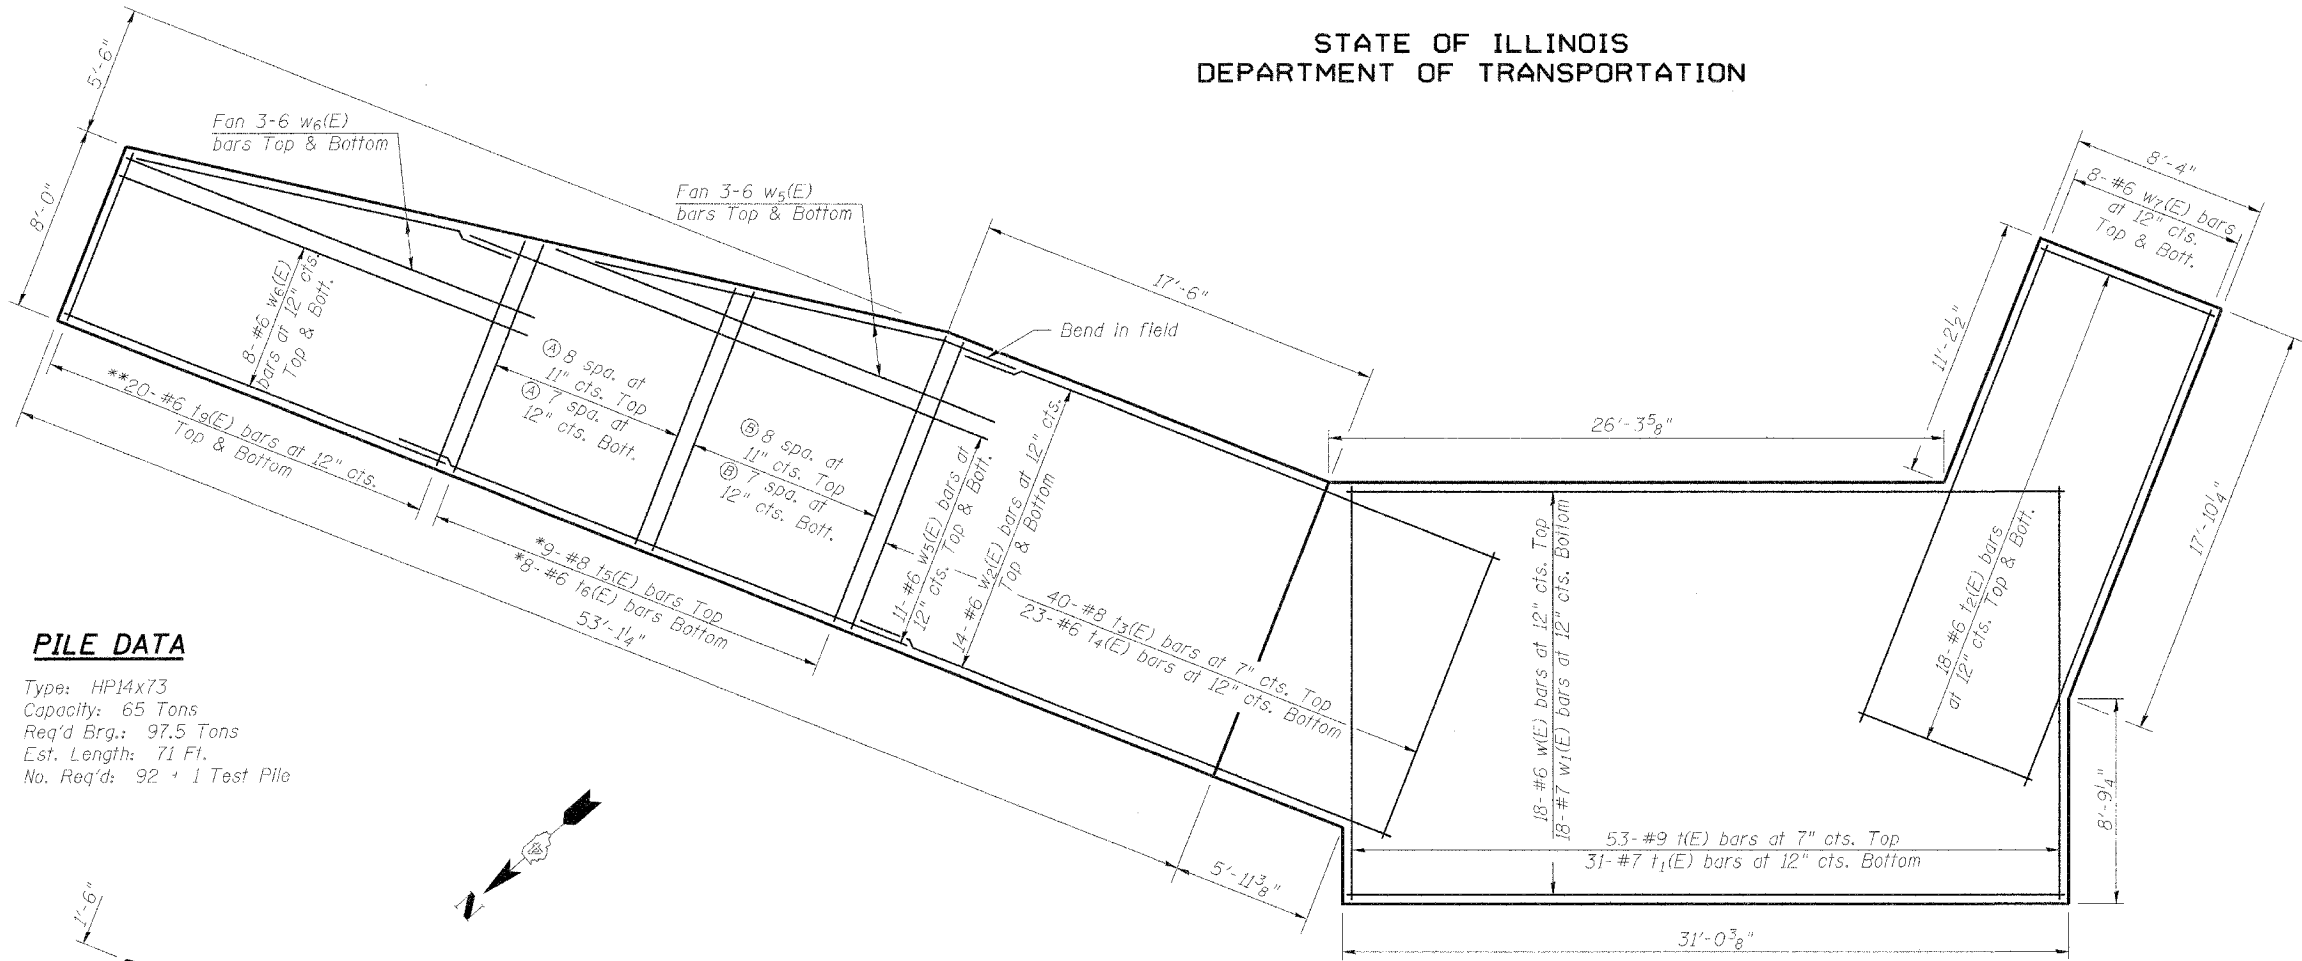 STATE OF ILLINOIS
DEPARTMENT OF TRANSPORTATION
5'-6"
8'-0"
Fan 3-6 w6(E)
bars Top & Bottom
Fan 3-6 w5(E)
bars Top & Bottom
8-#6 w6(E)
bars at 12" cts.
Top & Bott.
**20-#6 t9(E) bars at 12" cts.
Top & Bottom
Ⓐ 8 spa. at
11" cts. Top
Ⓐ 7 spa. at
12" cts. Bott.
Ⓑ 8 spa. at
11" cts. Top
Ⓑ 7 spa. at
12" cts. Bott.
*9-#8 t5(E) bars Top
*8-#6 t6(E) bars Bottom
53'-1¼"
17'-6"
Bend in field
11-#6 w5(E) bars at
12" cts. Top & Bott.
14-#6 w2(E) bars at 12" cts.
Top & Bottom
40-#8 t3(E) bars at 7" cts. Top
23-#6 t4(E) bars at 12" cts. Bottom
5'-11⅜"
26'-3⅝"
11'-2½"
8'-4"
8-#6 w7(E) bars
at 12" cts.
Top & Bott.
17'-10¼"
18-#6 t2(E) bars
at 12" cts. Top & Bott.
18-#6 w(E) bars at 12" cts. Top
18-#7 w1(E) bars at 12" cts. Bottom
53-#9 t(E) bars at 7" cts. Top
31-#7 t1(E) bars at 12" cts. Bottom
8'-9¼"
31'-0⅜"
PILE DATA
Type: HP14x73
Capacity: 65 Tons
Req'd Brg.: 97.5 Tons
Est. Length: 71 Ft.
No. Req'd: 92 + 1 Test Pile
N
1'-6"